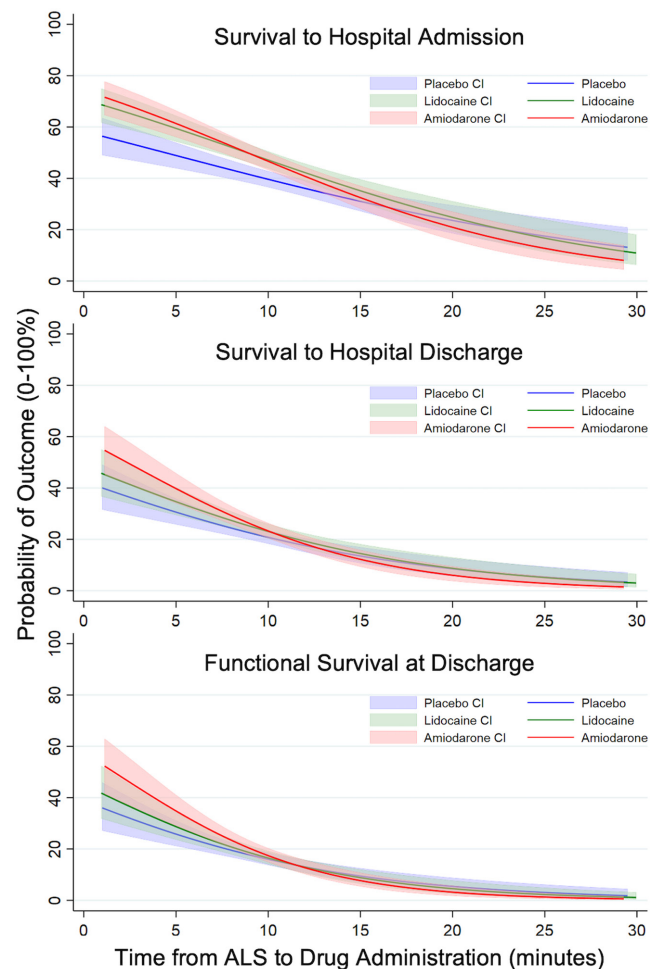 Survival to Hospital Admission
Placebo CI Placebo
Lidocaine CI Lidocaine
Amiodarone CI Amiodarone
100
80
60
40
20
0
0 5 10 15 20 25 30
Survival to Hospital Discharge
Placebo CI Placebo
Lidocaine CI Lidocaine
Amiodarone CI Amiodarone
100
80
60
40
20
0
0 5 10 15 20 25 30
Probability of Outcome (0-100%)
Functional Survival at Discharge
Placebo CI Placebo
Lidocaine CI Lidocaine
Amiodarone CI Amiodarone
100
80
60
40
20
0
0 5 10 15 20 25 30
Time from ALS to Drug Administration (minutes)